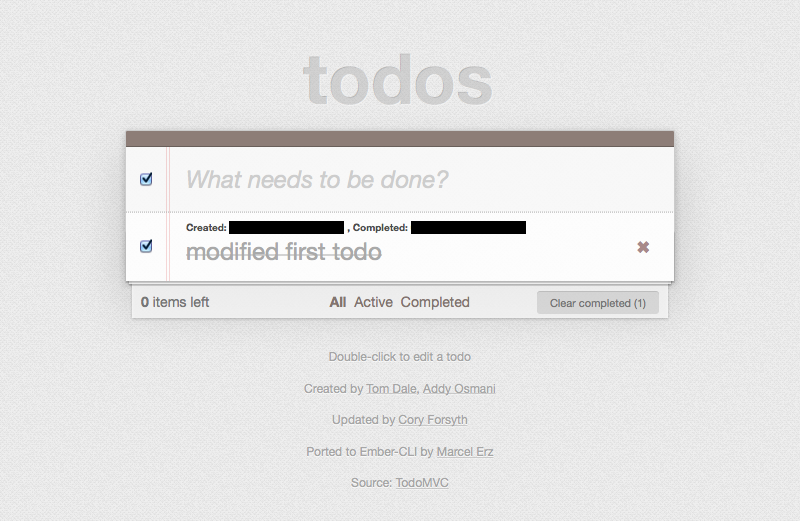 todos
What needs to be done?
Created: , Completed:
modified first todo
0 items left All Active Completed Clear completed (1)
Double-click to edit a todo
Created by Tom Dale, Addy Osmani
Updated by Cory Forsyth
Ported to Ember-CLI by Marcel Erz
Source: TodoMVC